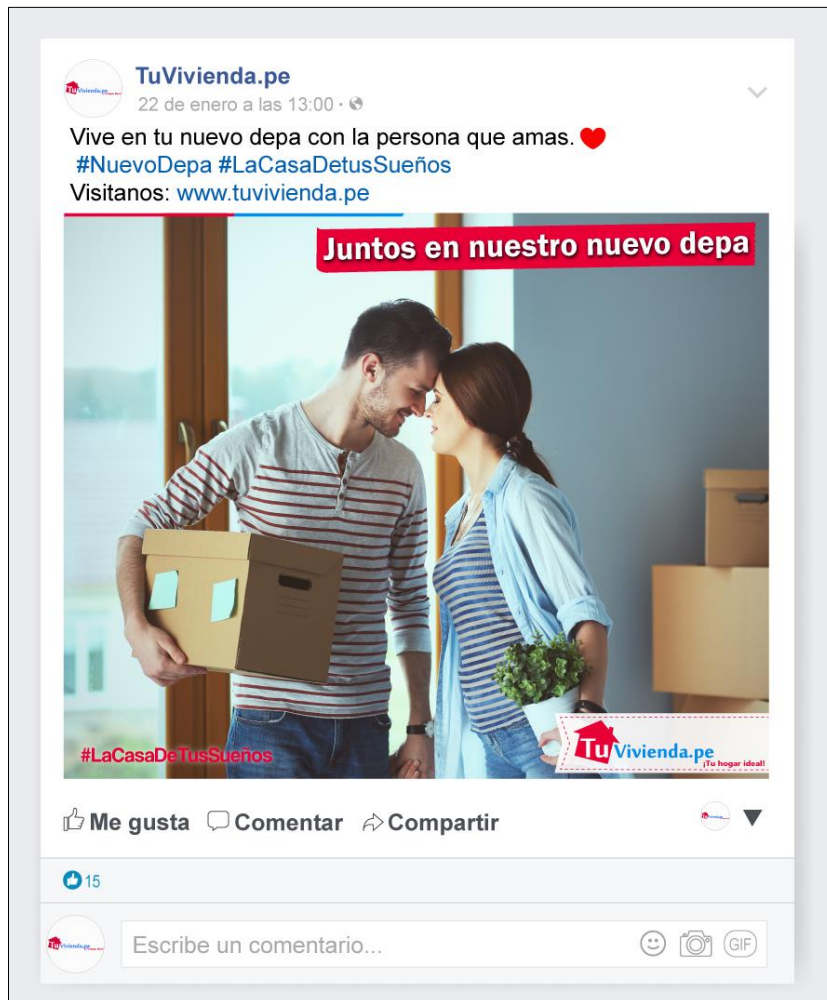 TuVivienda.pe
22 de enero a las 13:00 ·
Vive en tu nuevo depa con la persona que amas.
#NuevoDepa #LaCasaDetusSueños
Visitanos: www.tuvivienda.pe
Juntos en nuestro nuevo depa
#LaCasaDeTusSueños
TuVivienda.pe
¡Tu hogar ideal!
Me gusta Comentar Compartir
15
Escribe un comentario...
GIF